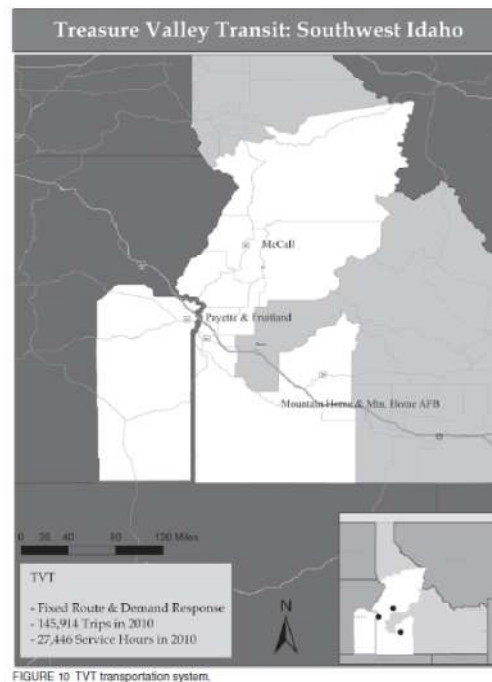 Treasure Valley Transit: Southwest Idaho
McCall
Payette & Fruitland
Mountain Home & Mtn. Home AFB
0 20 40 80 120 Miles
TVT
- Fixed Route & Demand Response
- 145,914 Trips in 2010
- 27,446 Service Hours in 2010
N
FIGURE 10 TVT transportation system.